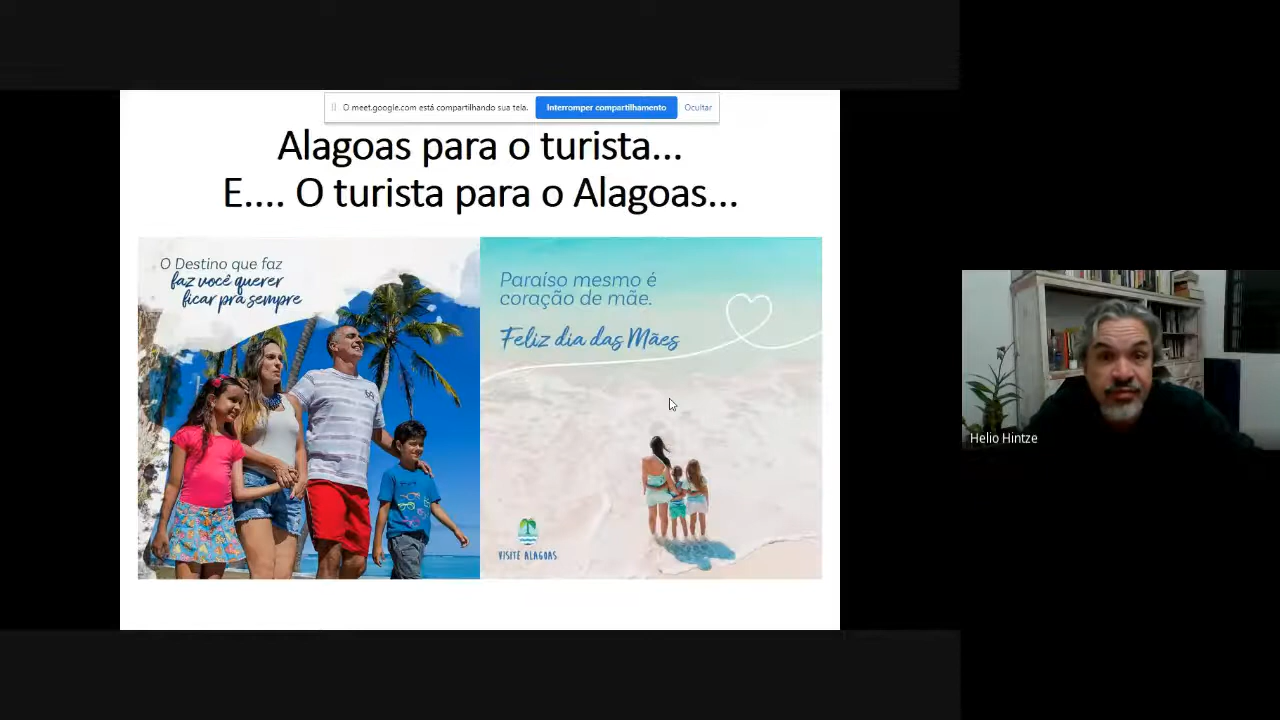 O meet.google.com está compartilhando sua tela.
Interromper compartilhamento
Ocultar
Alagoas para o turista...
E.... O turista para o Alagoas...
O Destino que faz
faz você querer
ficar pra sempre
Paraíso mesmo é
coração de mãe.
Feliz dia das Mães
VISITE ALAGOAS
Helio Hintze